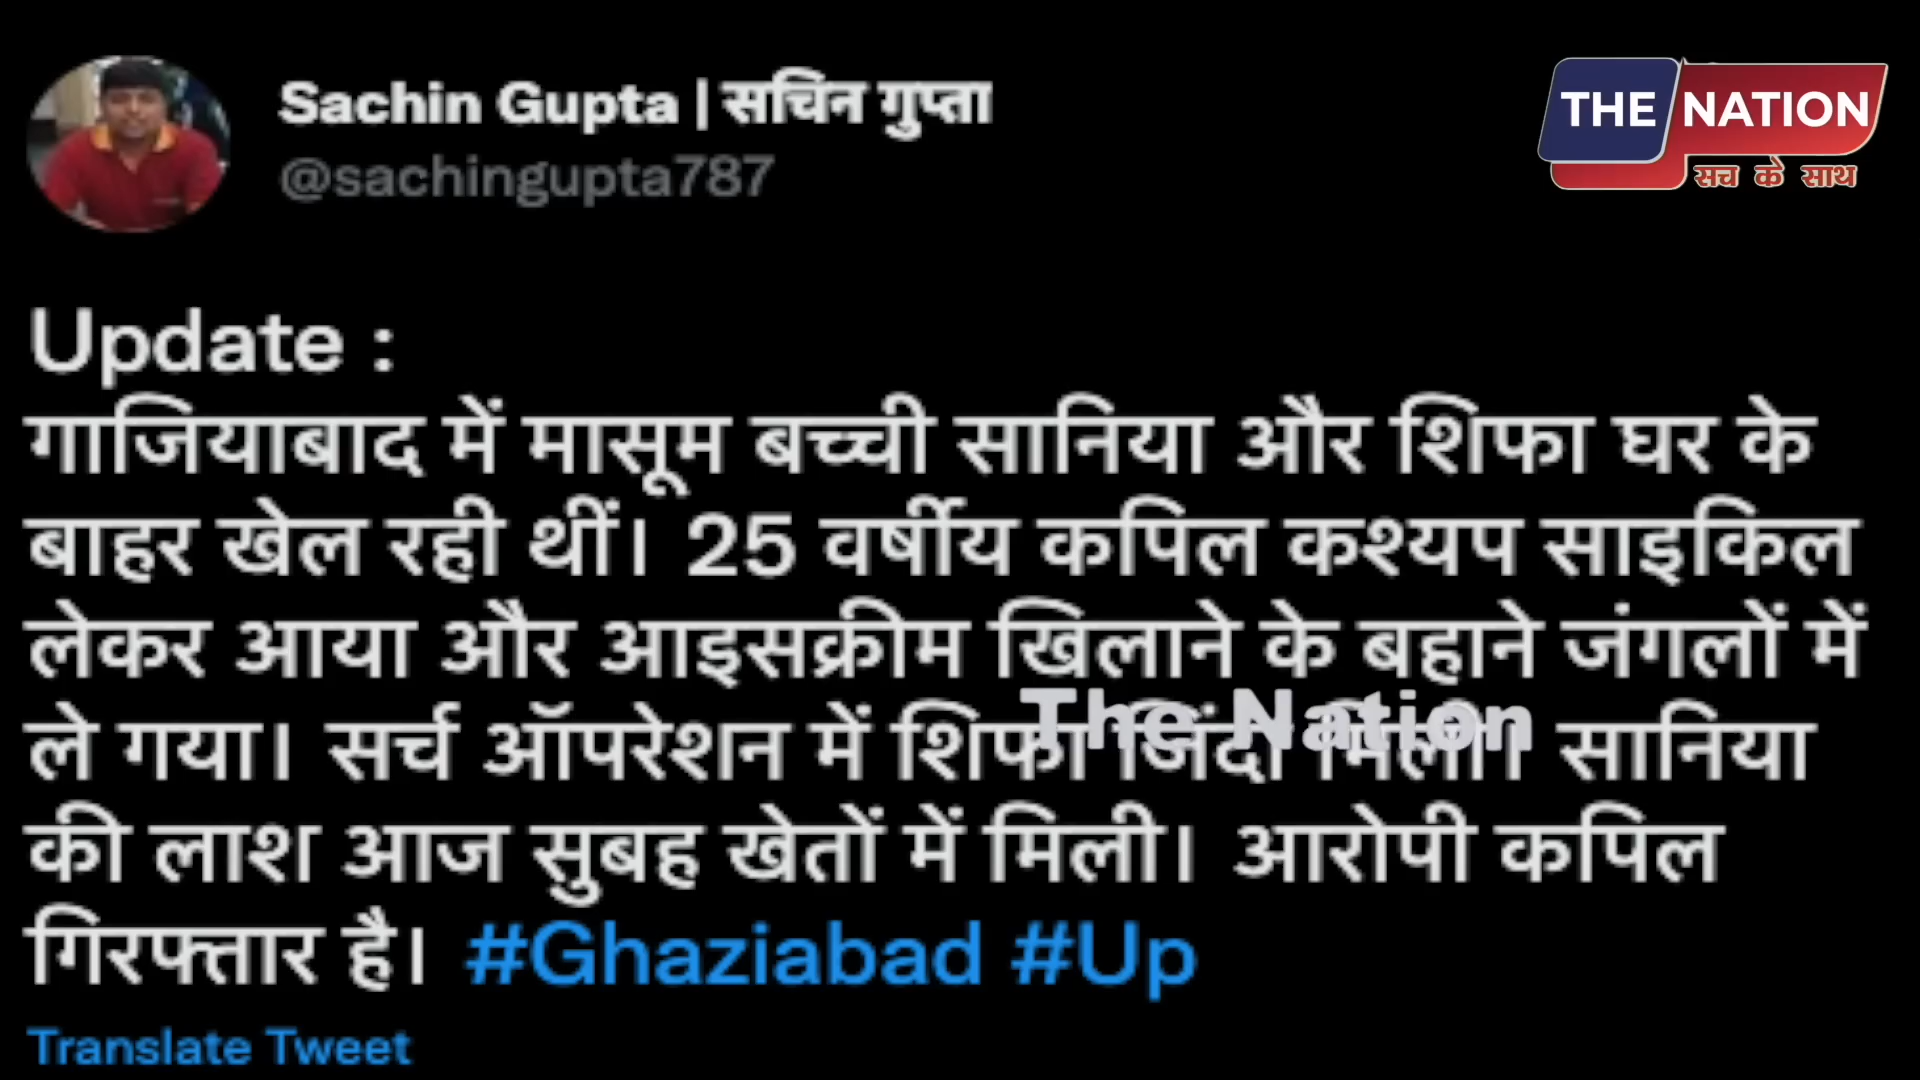 Sachin Gupta | सचिन गुप्ता
@sachingupta787
THE NATION
सच के साथ
Update :
गाजियाबाद में मासूम बच्ची सानिया और शिफा घर के
बाहर खेल रही थीं। 25 वर्षीय कपिल कश्यप साइकिल
लेकर आया और आइसक्रीम खिलाने के बहाने जंगलों में
ले गया। सर्च ऑपरेशन में शिफा जिंदा मिली। सानिया
The Nation
की लाश आज सुबह खेतों में मिली। आरोपी कपिल
गिरफ्तार है। #Ghaziabad #Up
Translate Tweet